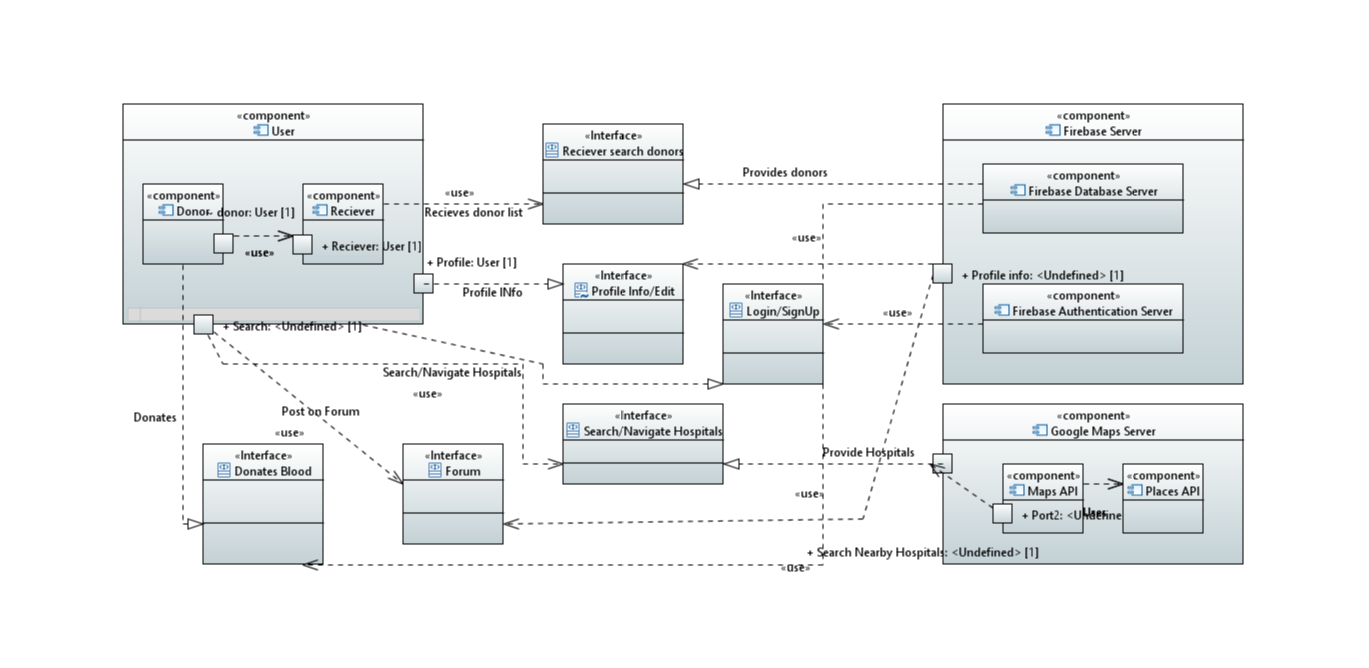 «component»
User
«component»
Donor
- donor: User [1]
«component»
Reciever
«use»
+ Reciever: User [1]
+ Profile: User [1]
Profile INfo
+ Search: <Undefined> [1]
«use»
Recieves donor list
«Interface»
Reciever search donors
Provides donors
«Interface»
Profile Info/Edit
«Interface»
Login/SignUp
«use»
«use»
«component»
Firebase Server
«component»
Firebase Database Server
+ Profile info: <Undefined> [1]
«component»
Firebase Authentication Server
Search/Navigate Hospitals
«use»
Donates
Post on Forum
«use»
«Interface»
Donates Blood
«Interface»
Forum
«Interface»
Search/Navigate Hospitals
Provide Hospitals
«use»
«component»
Google Maps Server
«component»
Maps API
«component»
Places API
+ Port2: <Undefine
+ Search Nearby Hospitals: <Undefined> [1]
«use»